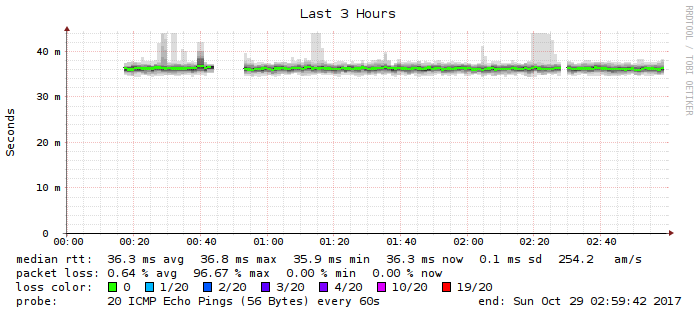 Last 3 Hours
RRDTOOL / TOBI OETIKER
Seconds
40 m
30 m
20 m
10 m
0
00:00 00:20 00:40 01:00 01:20 01:40 02:00 02:20 02:40
median rtt: 36.3 ms avg 36.8 ms max 35.9 ms min 36.3 ms now 0.1 ms sd 254.2 am/s
packet loss: 0.64 % avg 96.67 % max 0.00 % min 0.00 % now
loss color: 0 1/20 2/20 3/20 4/20 10/20 19/20
probe: 20 ICMP Echo Pings (56 Bytes) every 60s end: Sun Oct 29 02:59:42 2017